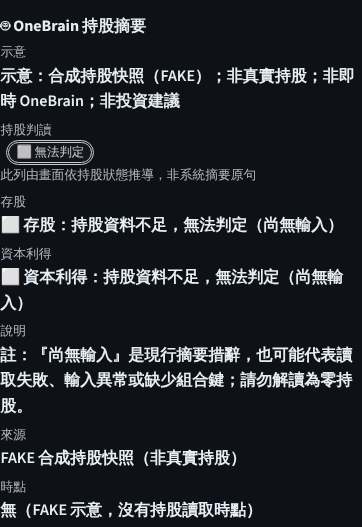 OneBrain 持股摘要
示意
示意：合成持股快照（FAKE）；非真實持股；非即
時 OneBrain；非投資建議
持股判讀
⬜ 無法判定
此列由畫面依持股狀態推導，非系統摘要原句
存股
⬜ 存股：持股資料不足，無法判定（尚無輸入）
資本利得
⬜ 資本利得：持股資料不足，無法判定（尚無輸
入）
說明
註：『尚無輸入』是現行摘要措辭，也可能代表讀
取失敗、輸入異常或缺少組合鍵；請勿解讀為零持
股。
來源
FAKE 合成持股快照（非真實持股）
時點
無（FAKE 示意，沒有持股讀取時點）